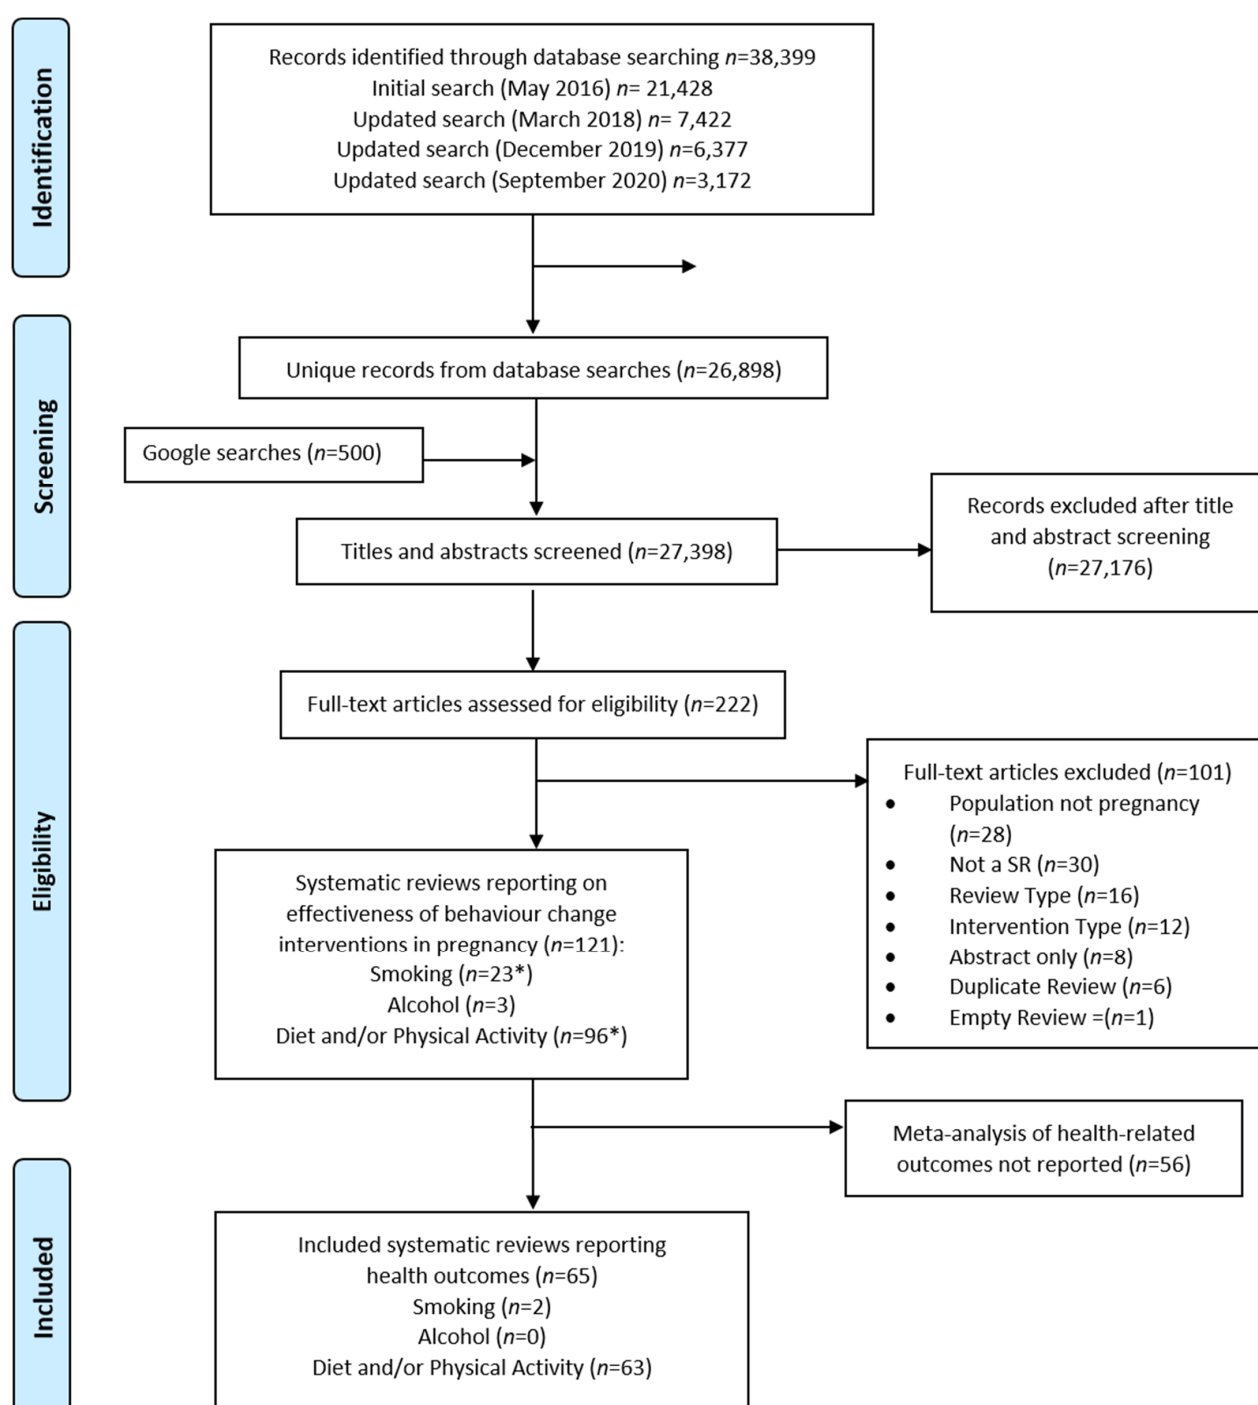 Identification
Records identified through database searching n=38,399
Initial search (May 2016) n= 21,428
Updated search (March 2018) n= 7,422
Updated search (December 2019) n=6,377
Updated search (September 2020) n=3,172
Screening
Unique records from database searches (n=26,898)
Google searches (n=500)
Titles and abstracts screened (n=27,398)
Records excluded after title
and abstract screening
(n=27,176)
Eligibility
Full-text articles assessed for eligibility (n=222)
Full-text articles excluded (n=101)
• Population not pregnancy
(n=28)
• Not a SR (n=30)
• Review Type (n=16)
• Intervention Type (n=12)
• Abstract only (n=8)
• Duplicate Review (n=6)
• Empty Review =(n=1)
Systematic reviews reporting on
effectiveness of behaviour change
interventions in pregnancy (n=121):
Smoking (n=23*)
Alcohol (n=3)
Diet and/or Physical Activity (n=96*)
Meta-analysis of health-related
outcomes not reported (n=56)
Included
Included systematic reviews reporting
health outcomes (n=65)
Smoking (n=2)
Alcohol (n=0)
Diet and/or Physical Activity (n=63)